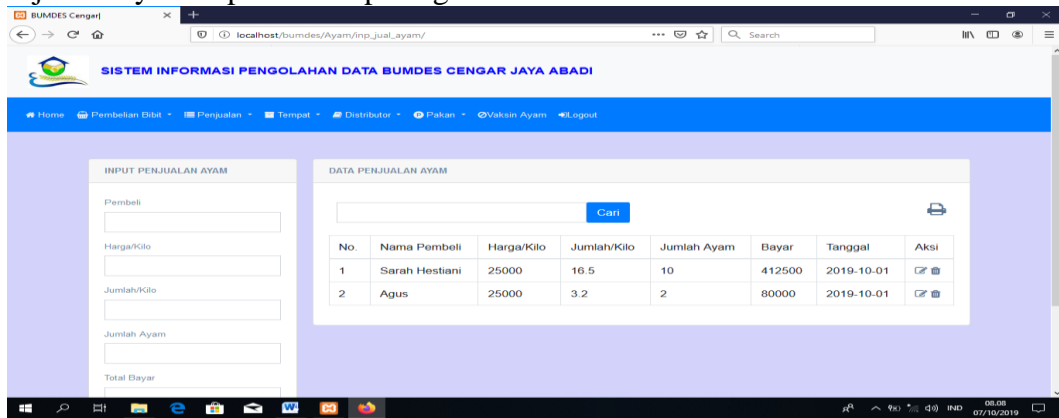 BUMDES Cengar|
localhost/bumdes/Ayam/inp_jual_ayam/
Search
SISTEM INFORMASI PENGOLAHAN DATA BUMDES CENGAR JAYA ABADI
Home Pembelian Bibit Penjualan Tempat Distributor Pakan Vaksin Ayam Logout
INPUT PENJUALAN AYAM
Pembeli
Harga/Kilo
Jumlah/Kilo
Jumlah Ayam
Total Bayar
DATA PENJUALAN AYAM
Cari
No. Nama Pembeli Harga/Kilo Jumlah/Kilo Jumlah Ayam Bayar Tanggal Aksi
1 Sarah Hestiani 25000 16.5 10 412500 2019-10-01
2 Agus 25000 3.2 2 80000 2019-10-01
IND
08.08
07/10/2019